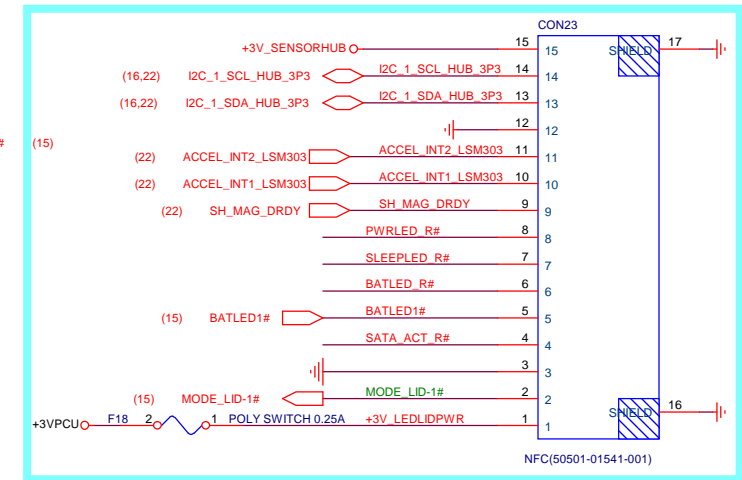 CON23
+3V_SENSORHUB 15 15 SHIELD 17
(16,22) I2C_1_SCL_HUB_3P3 I2C_1_SCL_HUB_3P3 14 14
(16,22) I2C_1_SDA_HUB_3P3 I2C_1_SDA_HUB_3P3 13 13
12 12
# (15)
(22) ACCEL_INT2_LSM303 ACCEL_INT2_LSM303 11 11
(22) ACCEL_INT1_LSM303 ACCEL_INT1_LSM303 10 10
(22) SH_MAG_DRDY SH_MAG_DRDY 9 9
PWRLED_R# 8 8
SLEEPLED_R# 7 7
BATLED_R# 6 6
(15) BATLED1# BATLED1# 5 5
SATA_ACT_R# 4 4
3 3
(15) MODE_LID-1# MODE_LID-1# 2 2
SHIELD 16
+3VPCU F18 2 1 POLY SWITCH 0.25A +3V_LEDLIDPWR 1 1
NFC(50501-01541-001)